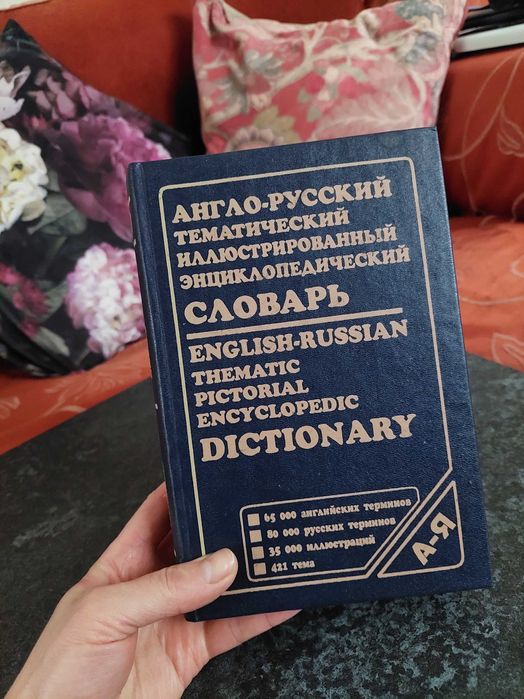 АНГЛО-РУССКИЙ
ТЕМАТИЧЕСКИЙ
ИЛЛЮСТРИРОВАННЫЙ
ЭНЦИКЛОПЕДИЧЕСКИЙ
СЛОВАРЬ
ENGLISH-RUSSIAN
THEMATIC
PICTORIAL
ENCYCLOPEDIC
DICTIONARY
65 000 английских терминов
80 000 русских терминов
35 000 иллюстраций
421 тема
А-Я